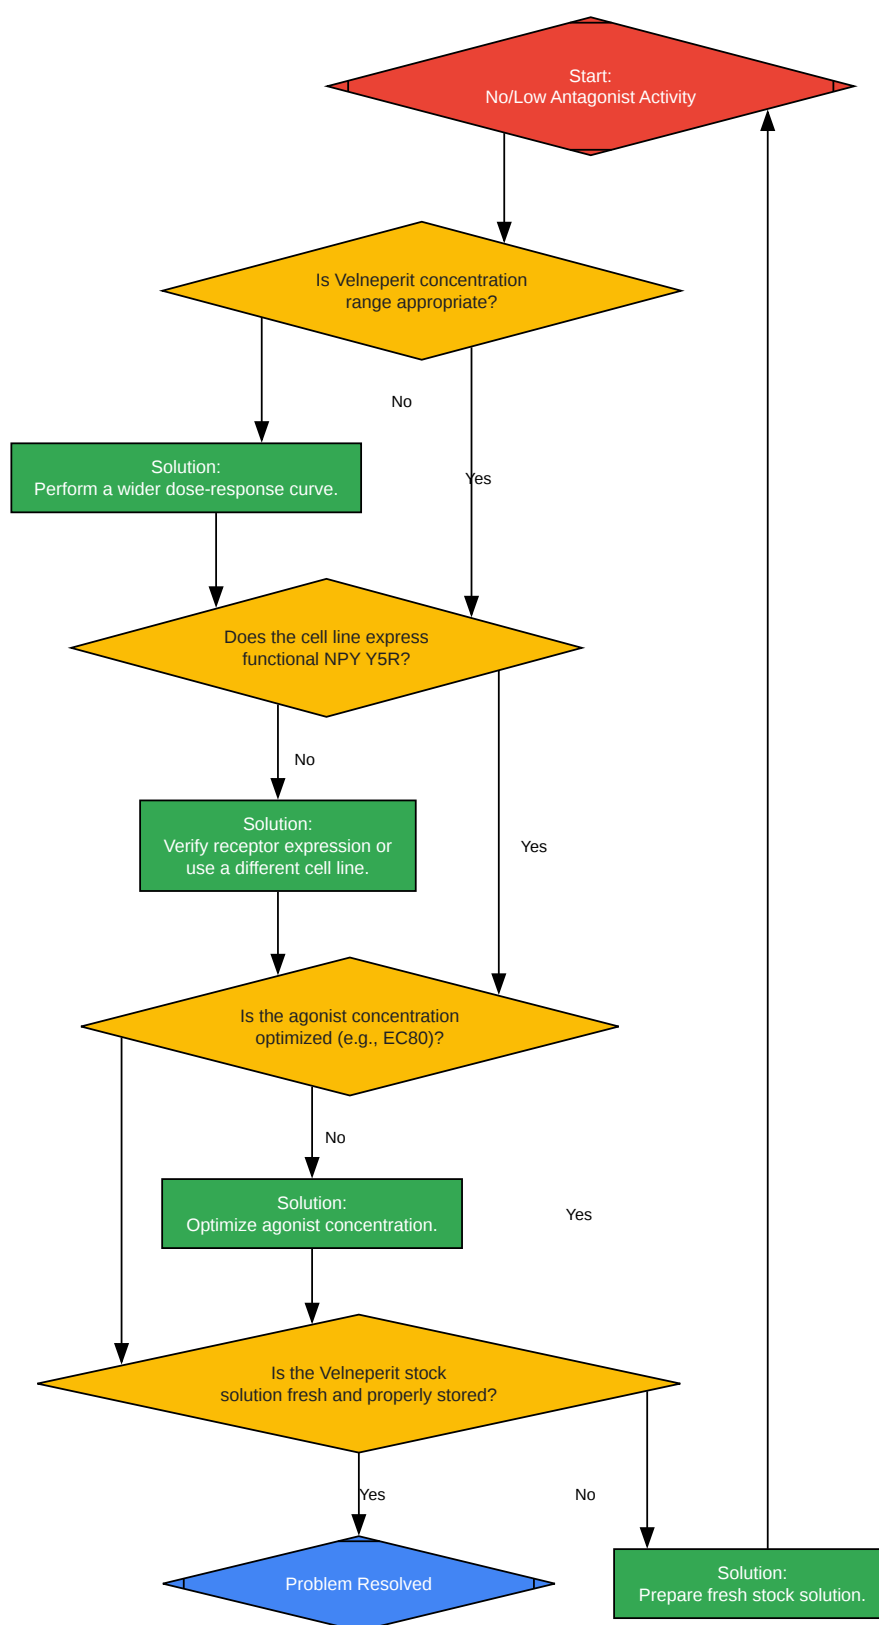 Start:
No/Low Antagonist Activity
Is Velneperit concentration
range appropriate?
No
Yes
Solution:
Perform a wider dose-response curve.
Does the cell line express
functional NPY Y5R?
No
Yes
Solution:
Verify receptor expression or
use a different cell line.
Is the agonist concentration
optimized (e.g., EC80)?
No
Yes
Solution:
Optimize agonist concentration.
Is the Velneperit stock
solution fresh and properly stored?
Yes
No
Problem Resolved
Solution:
Prepare fresh stock solution.